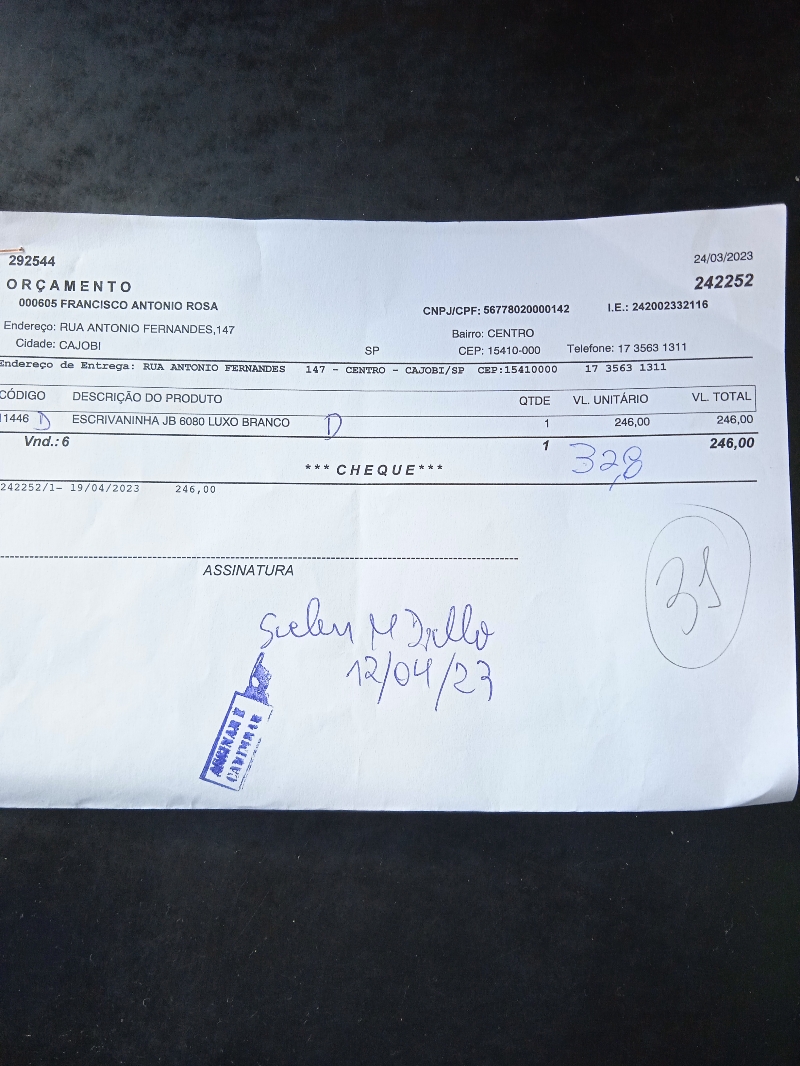 292544
24/03/2023
ORÇAMENTO
242252
000605 FRANCISCO ANTONIO ROSA
CNPJ/CPF: 56778020000142 I.E.: 242002332116
Endereço: RUA ANTONIO FERNANDES,147 Bairro: CENTRO
Cidade: CAJOBI SP CEP: 15410-000 Telefone: 17 3563 1311
Endereço de Entrega: RUA ANTONIO FERNANDES 147 - CENTRO - CAJOBI/SP CEP:15410000 17 3563 1311
CÓDIGO DESCRIÇÃO DO PRODUTO QTDE VL. UNITÁRIO VL. TOTAL
11446 D ESCRIVANINHA JB 6080 LUXO BRANCO D 1 246,00 246,00
Vnd.: 6 1 246,00
*** CHEQUE*** 32,8
242252/1- 19/04/2023 246,00
31
ASSINATURA
12/04/23
ASSINAR E
CARIMBAR